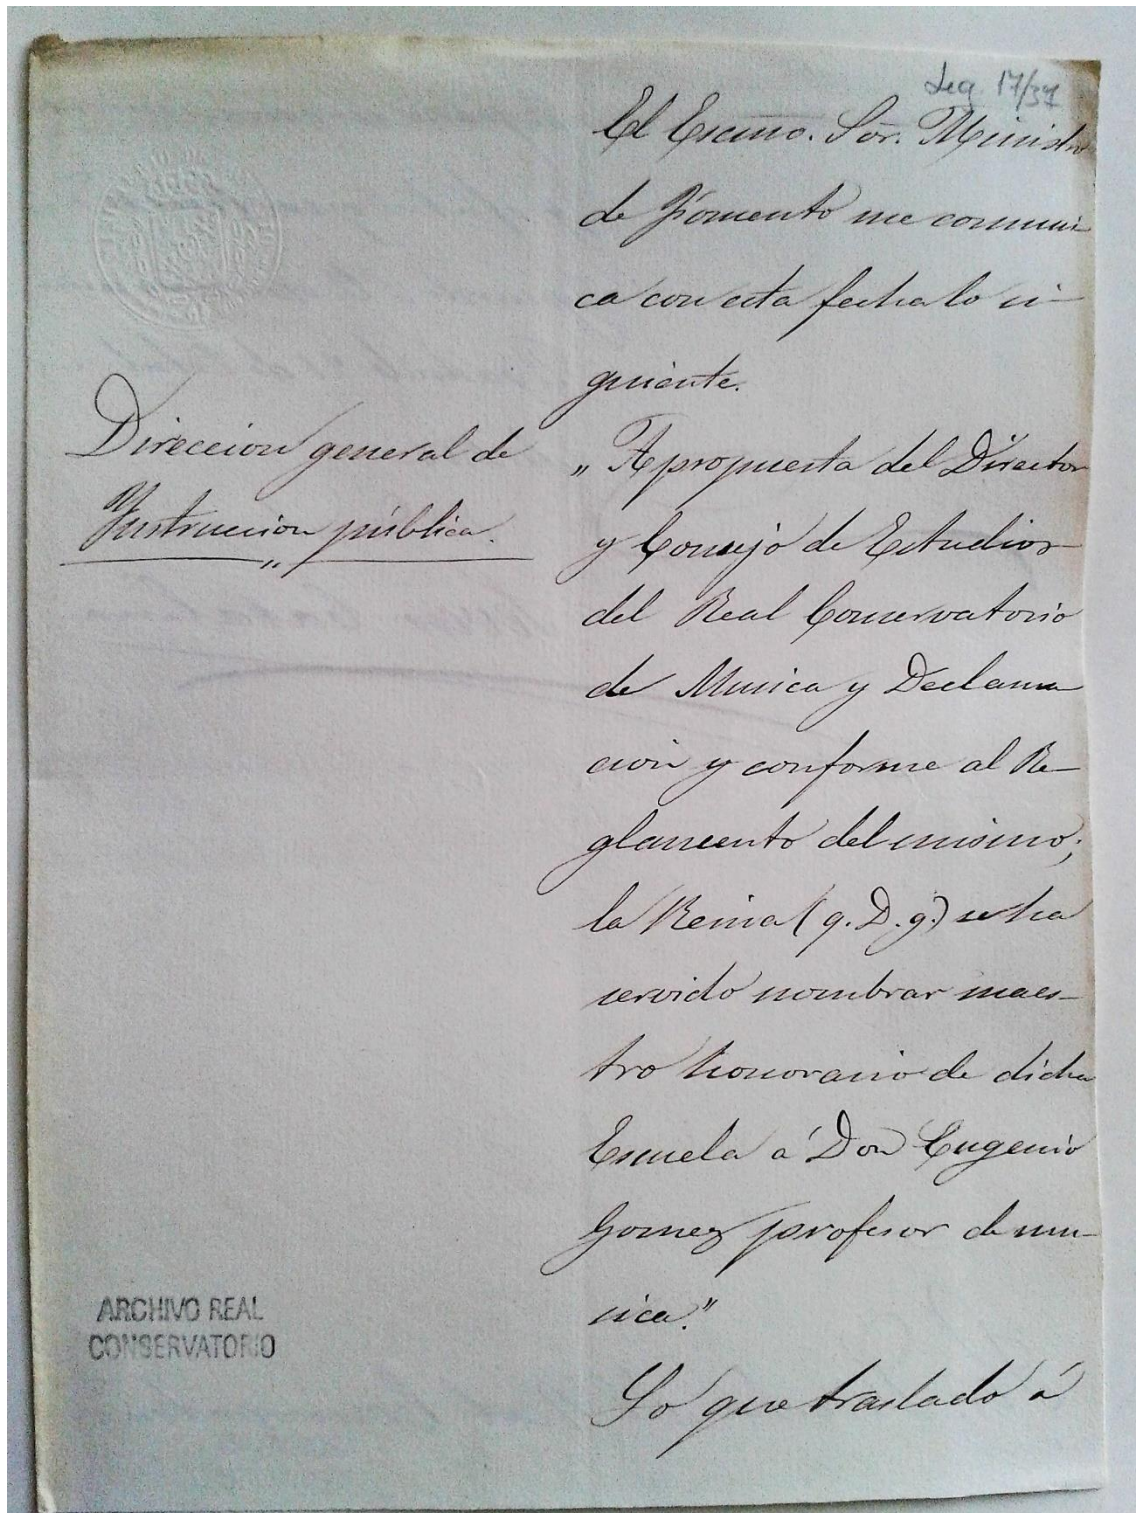 Leg. 17/37
El Escmo. Sor. Ministro
de Fomento me comuni-
ca con esta fecha lo si-
guiente.
Direccion general de
Instruccion pública.
„ A propuesta del Director
y Consejo de Estudios
del Real Conservatorio
de Musica y Declama
ción y conforme al Re-
glamento del mismo;
la Reina (q. D. g.) se ha
servido nombrar maes-
tro honorario de dicha
Escuela á Don Eugenio
Gomez profesor de mu-
sica."
Lo que traslado á
ARCHIVO REAL
CONSERVATORIO